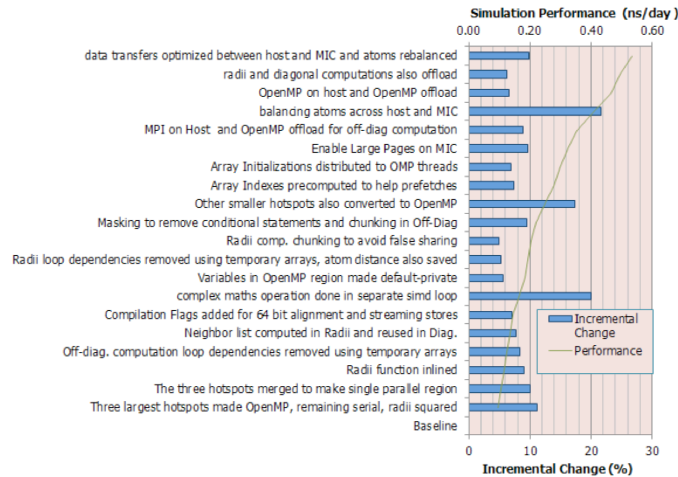 Simulation Performance (ns/day )
0.00 0.20 0.40 0.60
data transfers optimized between host and MIC and atoms rebalanced
radii and diagonal computations also offload
OpenMP on host and OpenMP offload
balancing atoms across host and MIC
MPI on Host and OpenMP offload for off-diag computation
Enable Large Pages on MIC
Array Initializations distributed to OMP threads
Array Indexes precomputed to help prefetches
Other smaller hotspots also converted to OpenMP
Masking to remove conditional statements and chunking in Off-Diag
Radii comp. chunking to avoid false sharing
Radii loop dependencies removed using temporary arrays, atom distance also saved
Variables in OpenMP region made default-private
complex maths operation done in separate simd loop
Compilation Flags added for 64 bit alignment and streaming stores
Neighbor list computed in Radii and reused in Diag.
Off-diag. computation loop dependencies removed using temporary arrays
Radii function inlined
The three hotspots merged to make single parallel region
Three largest hotspots made OpenMP, remaining serial, radii squared
Baseline
Incremental
Change
Performance
0 10 20 30
Incremental Change (%)